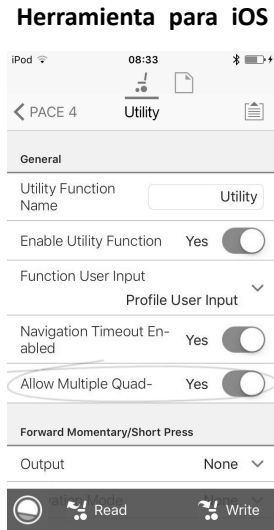 Herramienta para iOS
iPod 08:33
PACE 4 Utility
General
Utility Function
Name
Utility
Enable Utility Function Yes
Function User Input
Profile User Input
Navigation Timeout En-
abled
Yes
Allow Multiple Quad- Yes
Forward Momentary/Short Press
Output None
Read Write